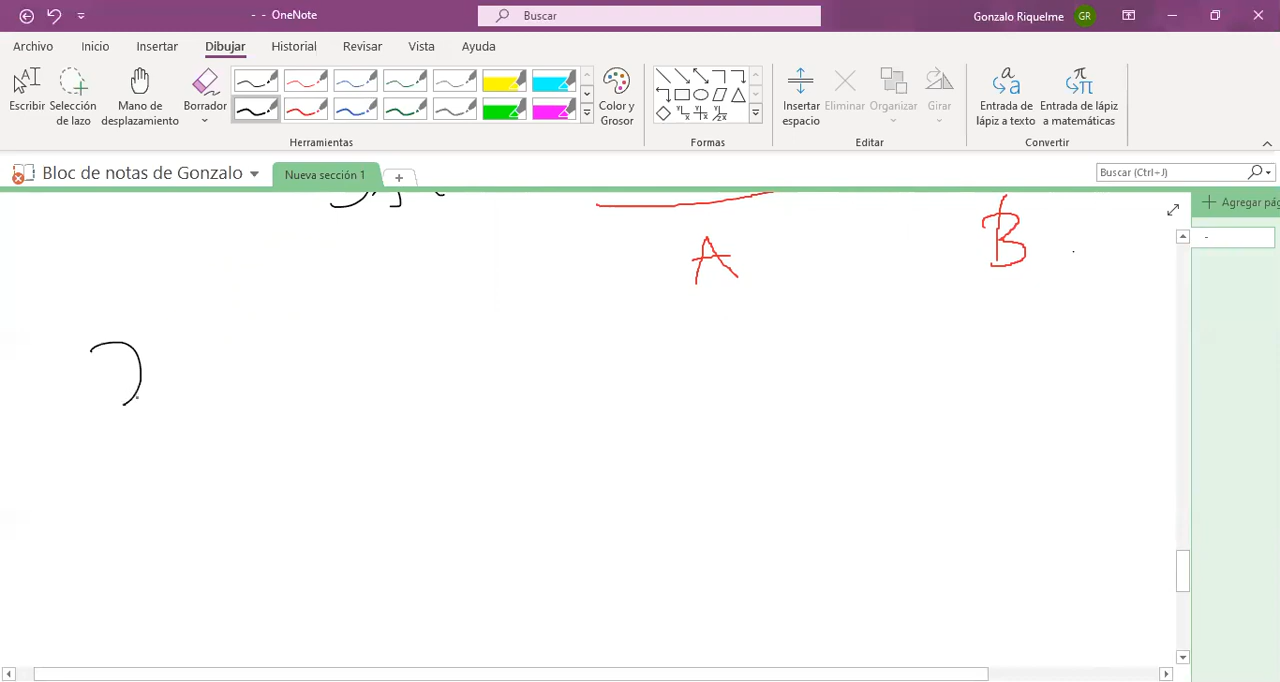 - - OneNote
Buscar
Gonzalo Riquelme
GR
Archivo Inicio Insertar Dibujar Historial Revisar Vista Ayuda
Escribir
Selección de lazo
Mano de desplazamiento
Borrador
Color y Grosor
Insertar espacio
Eliminar
Organizar
Girar
Entrada de lápiz a texto
Entrada de lápiz a matemáticas
Herramientas
Formas
Editar
Convertir
Bloc de notas de Gonzalo
Nueva sección 1
+
Buscar (Ctrl+J)
Agregar pág
-
A
B